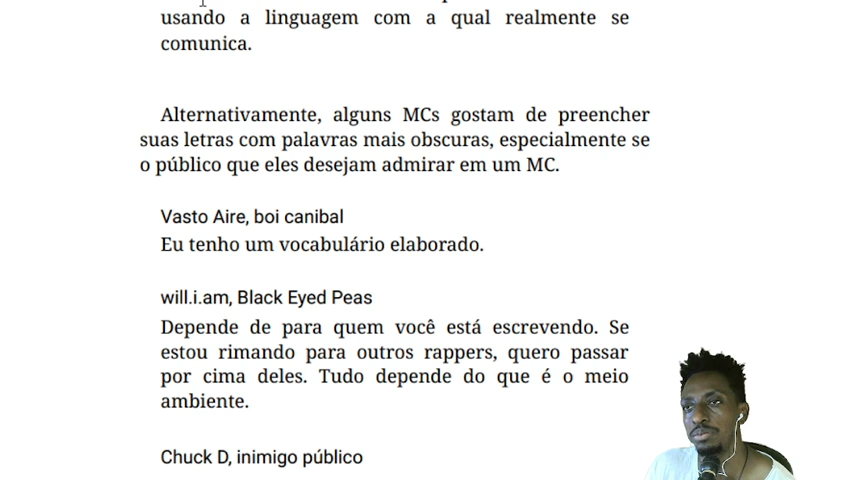 usando a linguagem com a qual realmente se
comunica.
Alternativamente, alguns MCs gostam de preencher
suas letras com palavras mais obscuras, especialmente se
o público que eles desejam admirar em um MC.
Vasto Aire, boi canibal
Eu tenho um vocabulário elaborado.
will.i.am, Black Eyed Peas
Depende de para quem você está escrevendo. Se
estou rimando para outros rappers, quero passar
por cima deles. Tudo depende do que é o meio
ambiente.
Chuck D, inimigo público